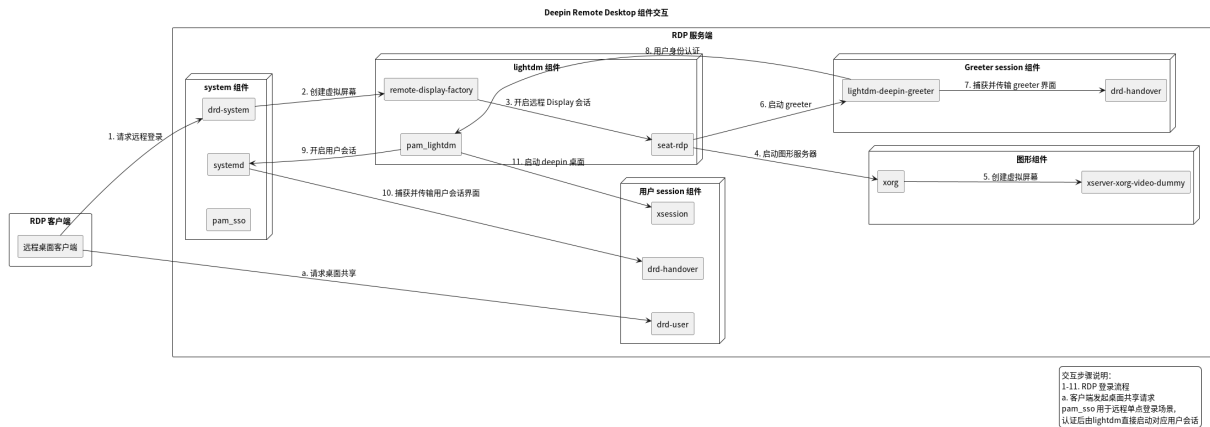 Deepin Remote Desktop 组件交互
RDP 服务端
8. 用户身份认证
lightdm 组件
Greeter session 组件
system 组件
remote-display-factory
lightdm-deepin-greeter
7. 捕获并传输 greeter 界面
drd-handover
2. 创建虚拟屏幕
3. 开启远程 Display 会话
6. 启动 greeter
drd-system
1. 请求远程登录
pam_lightdm
seat-rdp
9. 开启用户会话
4. 启动图形服务器
图形组件
systemd
11. 启动 deepin 桌面
xorg
5. 创建虚拟屏幕
xserver-xorg-video-dummy
10. 捕获并传输用户会话界面
用户 session 组件
xsession
pam_sso
RDP 客户端
远程桌面客户端
drd-handover
a. 请求桌面共享
drd-user
交互步骤说明：
1-11. RDP 登录流程
a. 客户端发起桌面共享请求
pam_sso 用于远程单点登录场景，
认证后由lightdm直接启动对应用户会话